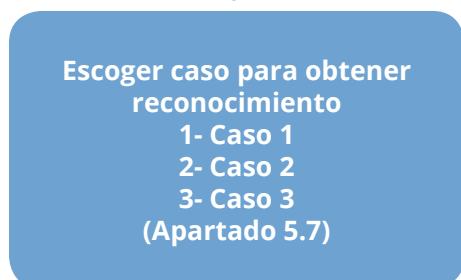 Escoger caso para obtener
reconocimiento
1- Caso 1
2- Caso 2
3- Caso 3
(Apartado 5.7)